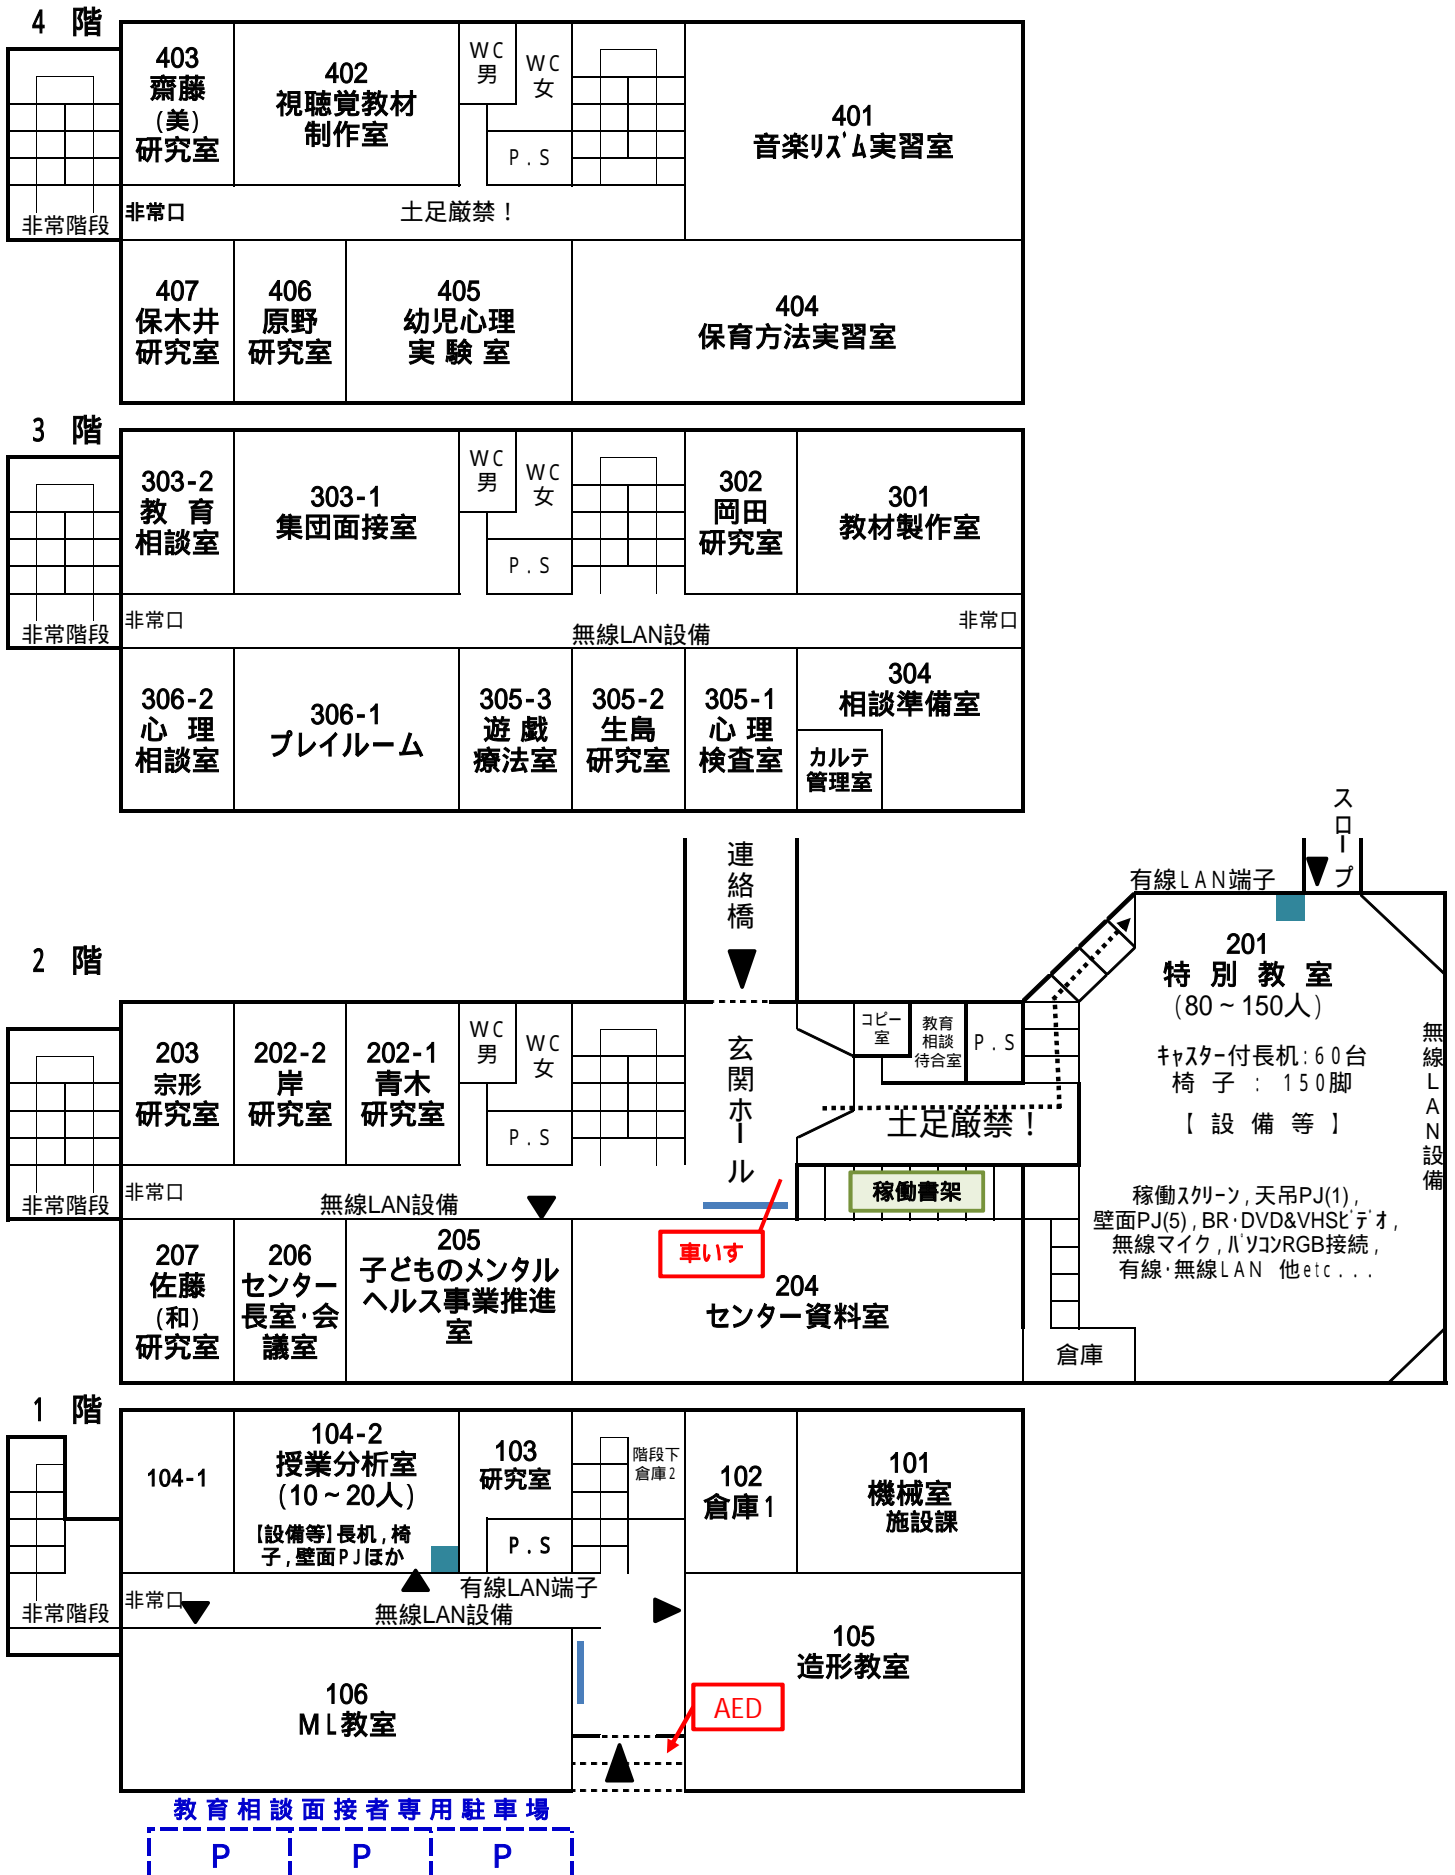 4 階
403
齋藤
(美)
研究室
402
視聴覚教材
制作室
WC
男
WC
女
P.S
401
音楽ﾘｽﾞﾑ実習室
非常階段
非常口
土足厳禁！
407
保木井
研究室
406
原野
研究室
405
幼児心理
実 験 室
404
保育方法実習室
3 階
303-2
教 育
相談室
303-1
集団面接室
WC
男
WC
女
P.S
302
岡田
研究室
301
教材製作室
非常階段
非常口
無線LAN設備
非常口
306-2
心 理
相談室
306-1
プレイルーム
305-3
遊 戯
療法室
305-2
生島
研究室
305-1
心 理
検査室
304
相談準備室
カルテ
管理室
スロープ
連絡橋
有線LAN端子
2 階
203
宗形
研究室
202-2
岸
研究室
202-1
青木
研究室
WC
男
WC
女
P.S
玄関ホール
コピー
室
教育
相談
待合室
P.S
土足厳禁！
201
特 別 教 室
(80～150人)
ｷｬｽﾀｰ付長机:60台
椅 子 : 150脚
【 設 備 等 】
稼働ｽｸﾘｰﾝ,天吊PJ(1),
壁面PJ(5),BR･DVD&VHSﾋﾞﾃﾞｵ,
無線マイク,ﾊﾟｿｺﾝRGB接続,
有線･無線LAN 他etc...
無線LAN設備
非常階段
非常口
無線LAN設備
稼働書架
車いす
207
佐藤
(和)
研究室
206
センター
長室･会
議室
205
子どものメンタル
ヘルス事業推進
室
204
センター資料室
倉庫
1 階
104-1
104-2
授業分析室
(10～20人)
【設備等】長机,椅
子,壁面PJほか
103
研究室
P.S
階段下
倉庫2
102
倉庫1
101
機械室
施設課
非常階段
非常口
有線LAN端子
無線LAN設備
106
ML教室
105
造形教室
AED
教育相談面接者専用駐車場
P P P